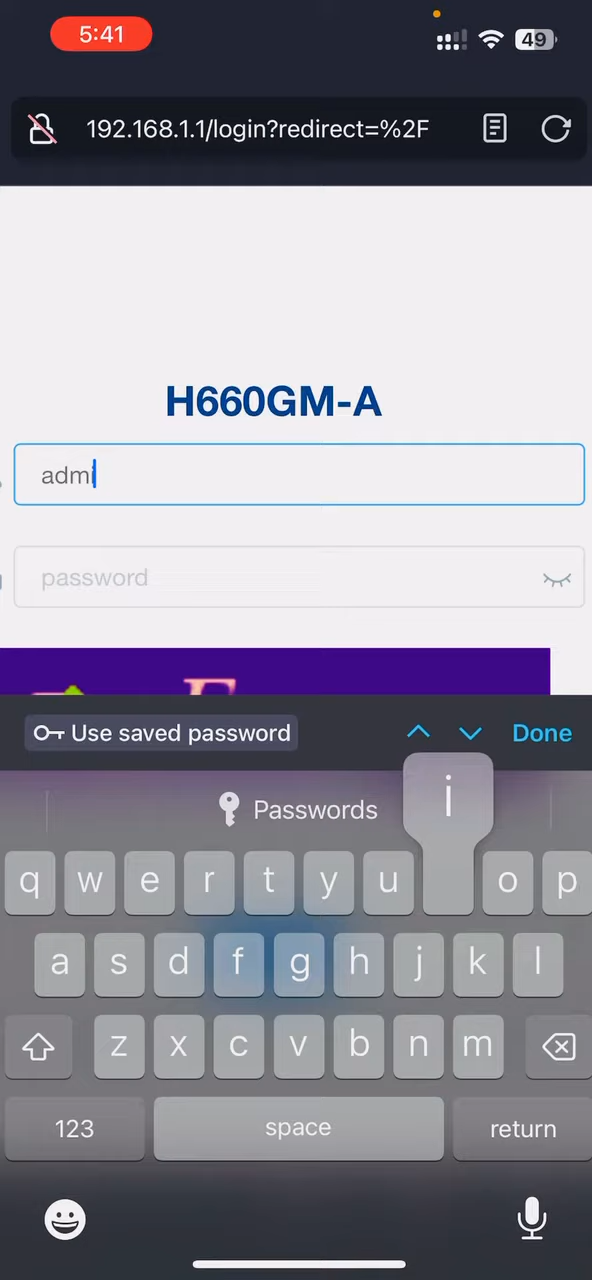 5:41
49
192.168.1.1/login?redirect=%2F
H660GM-A
admi
password
E
Use saved password
Done
Passwords
i
q w e r t y u o p
a s d f g h j k l
z x c v b n m
123 space return